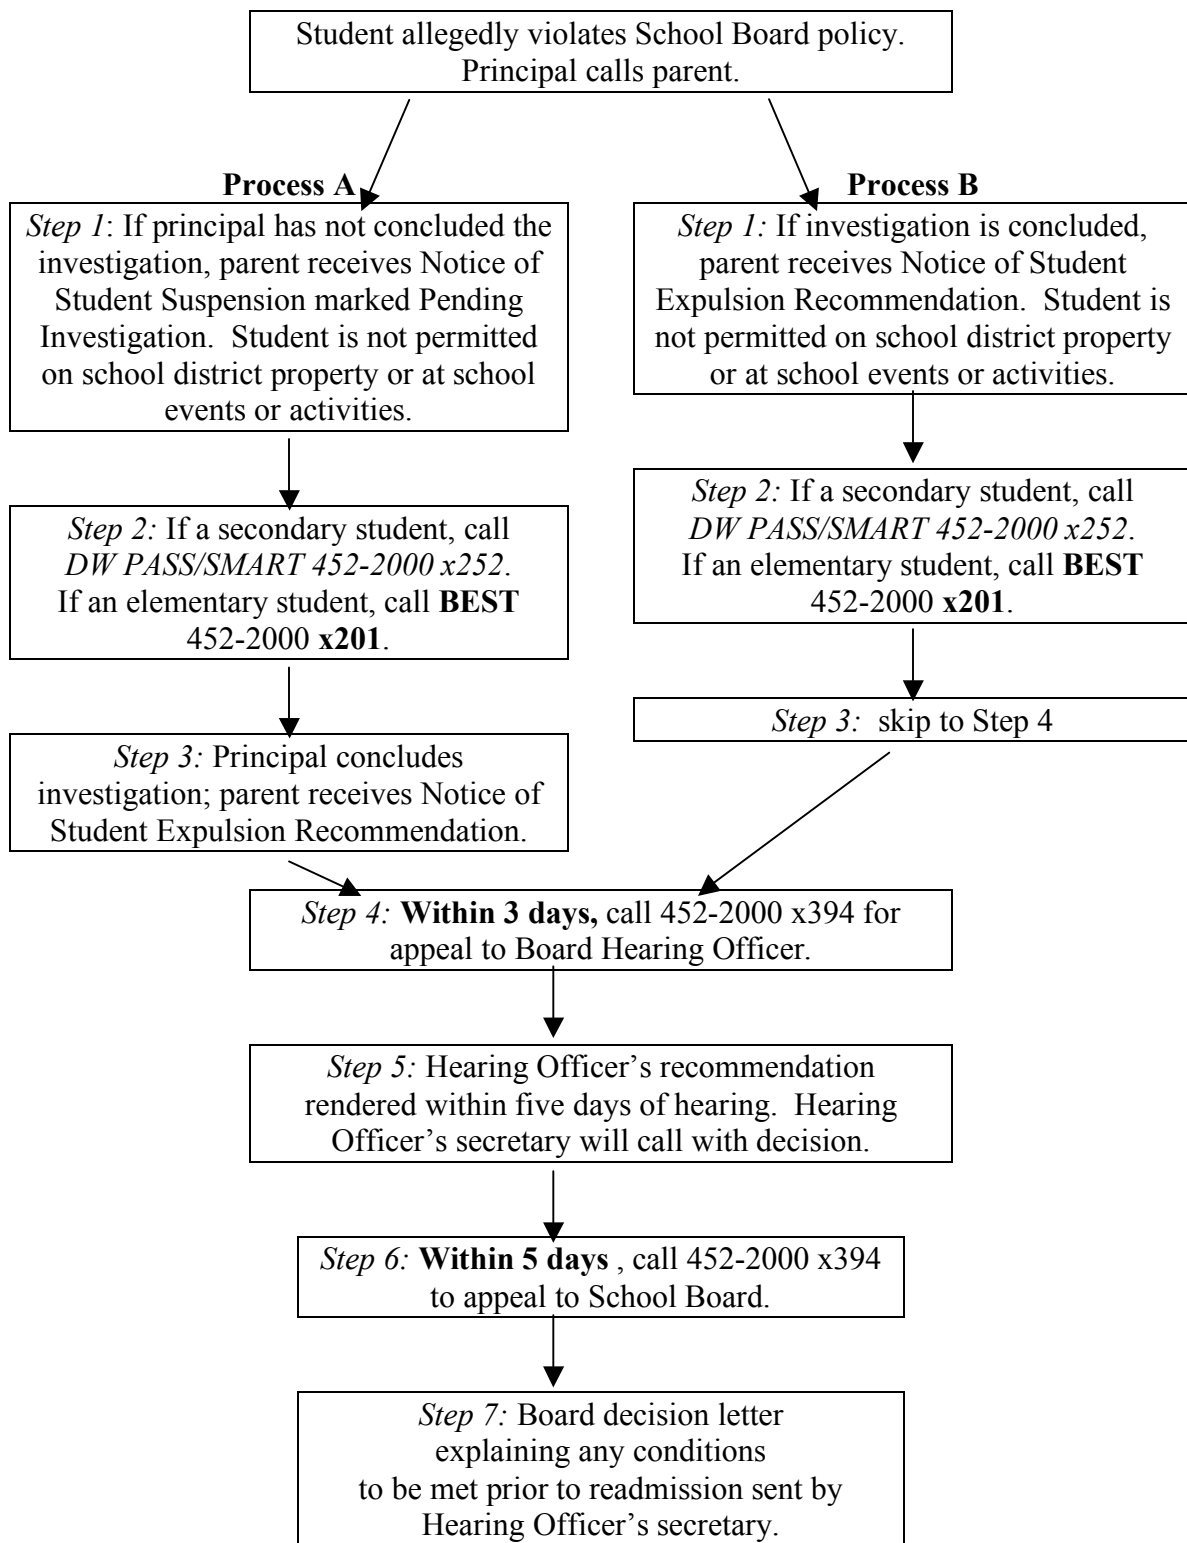 Student allegedly violates School Board policy.
Principal calls parent.
Process A
Step 1: If principal has not concluded the
investigation, parent receives Notice of
Student Suspension marked Pending
Investigation.  Student is not permitted
on school district property or at school
events or activities.
Step 2: If a secondary student, call
DW PASS/SMART 452-2000 x252.
If an elementary student, call BEST
452-2000 x201.
Step 3: Principal concludes
investigation; parent receives Notice of
Student Expulsion Recommendation.
Process B
Step 1: If investigation is concluded,
parent receives Notice of Student
Expulsion Recommendation.  Student is
not permitted on school district property
or at school events or activities.
Step 2: If a secondary student, call
DW PASS/SMART 452-2000 x252.
If an elementary student, call BEST
452-2000 x201.
Step 3:  skip to Step 4
Step 4: Within 3 days, call 452-2000 x394 for
appeal to Board Hearing Officer.
Step 5: Hearing Officer’s recommendation
rendered within five days of hearing.  Hearing
Officer’s secretary will call with decision.
Step 6: Within 5 days , call 452-2000 x394
to appeal to School Board.
Step 7: Board decision letter
explaining any conditions
to be met prior to readmission sent by
Hearing Officer’s secretary.